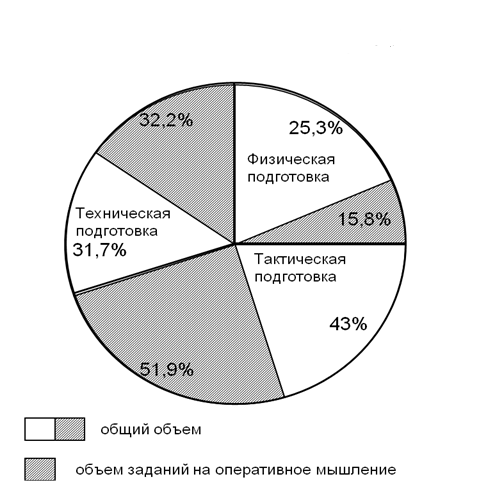 32,2%
25,3%
Физическая
подготовка
15,8%
Техническая
подготовка
31,7%
Тактическая
подготовка
43%
51,9%
общий объем
объем заданий на оперативное мышление